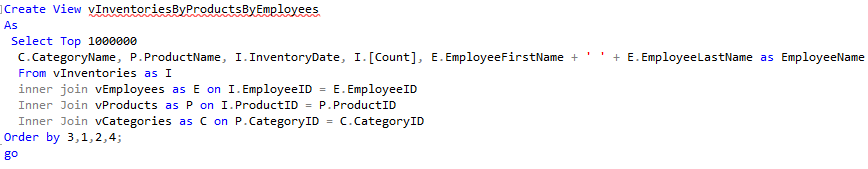 Create View vInventoriesByProductsByEmployees
As
Select Top 1000000
C.CategoryName, P.ProductName, I.InventoryDate, I.[Count], E.EmployeeFirstName + ' ' + E.EmployeeLastName as EmployeeName
From vInventories as I
inner join vEmployees as E on I.EmployeeID = E.EmployeeID
Inner Join vProducts as P on I.ProductID = P.ProductID
Inner Join vCategories as C on P.CategoryID = C.CategoryID
Order by 3,1,2,4;
go